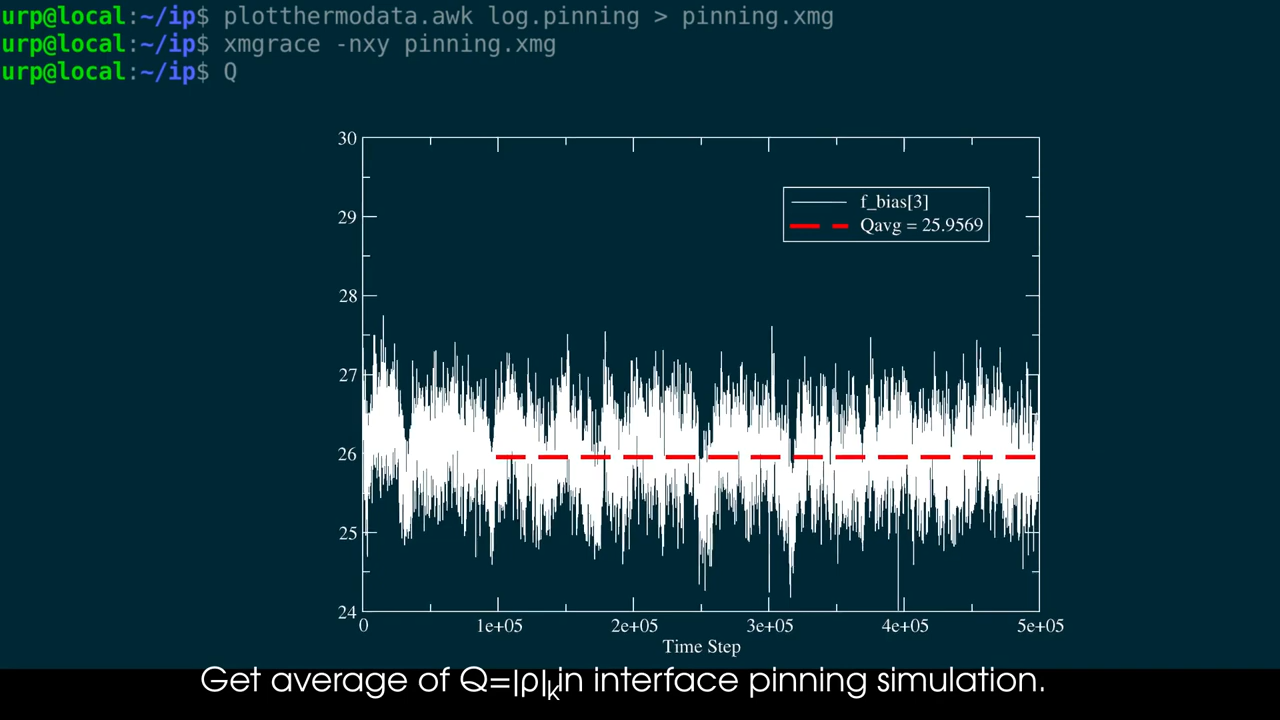 urp@local:~/ip$ plotthermodata.awk log.pinning > pinning.xmg
urp@local:~/ip$ xmgrace -nxy pinning.xmg
urp@local:~/ip$ Q
30
29
28
27
26
25
24
f_bias[3]
Qavg = 25.9569
0 1e+05 2e+05 3e+05 4e+05 5e+05
Time Step
Get average of Q=|ρ|k in interface pinning simulation.